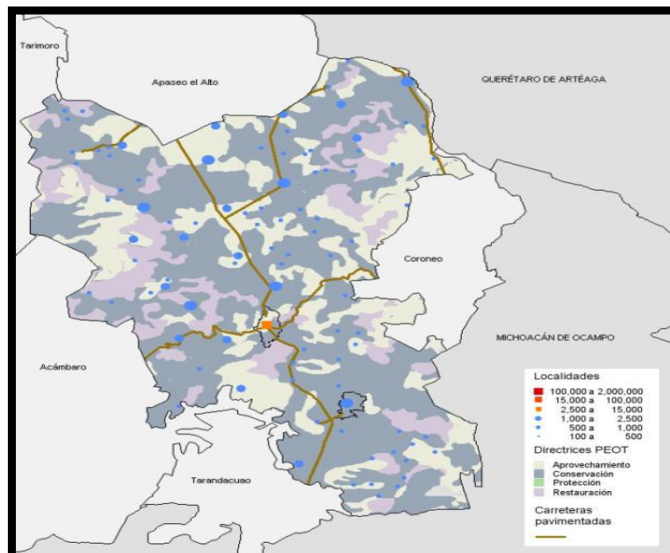 Tarimoro
Apaseo el Alto
QUERÉTARO DE ARTÉAGA
Coroneo
MICHOACÁN DE OCAMPO
Acámbaro
Tarandacuao
Localidades
100,000 a 2,000,000
15,000 a 100,000
2,500 a 15,000
1,000 a 2,500
500 a 1,000
100 a 500
Directrices PEOT
Aprovechamiento
Conservación
Protección
Restauración
Carreteras
pavimentadas